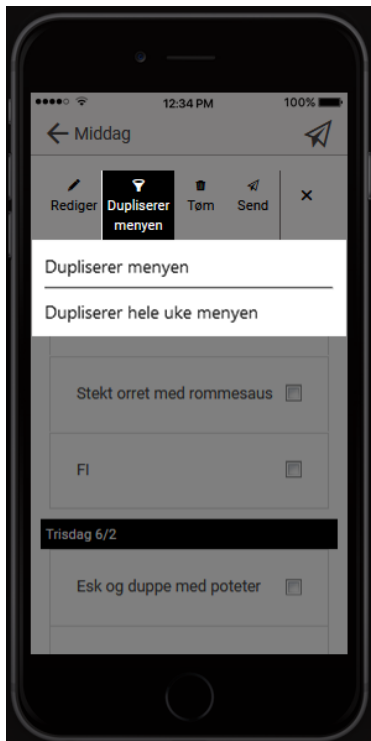 12:34 PM 100%
Middag
Rediger Dupliserer menyen Tøm Send ×
Dupliserer menyen
Dupliserer hele uke menyen
Stekt orret med rommesaus
FI
Trisdag 6/2
Esk og duppe med poteter